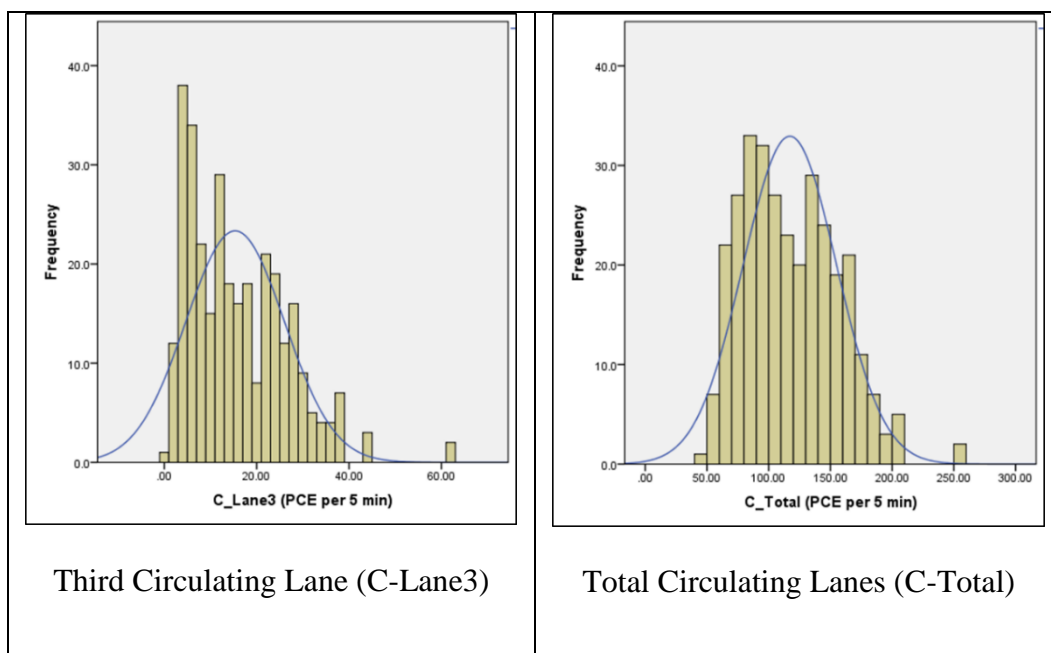 40.0
30.0
20.0
10.0
0.0
Frequency
.00 20.00 40.00 60.00
C_Lane3 (PCE per 5 min)
Third Circulating Lane (C-Lane3)
40.0
30.0
20.0
10.0
0.0
Frequency
.00 50.00 100.00 150.00 200.00 250.00 300.00
C_Total (PCE per 5 min)
Total Circulating Lanes (C-Total)